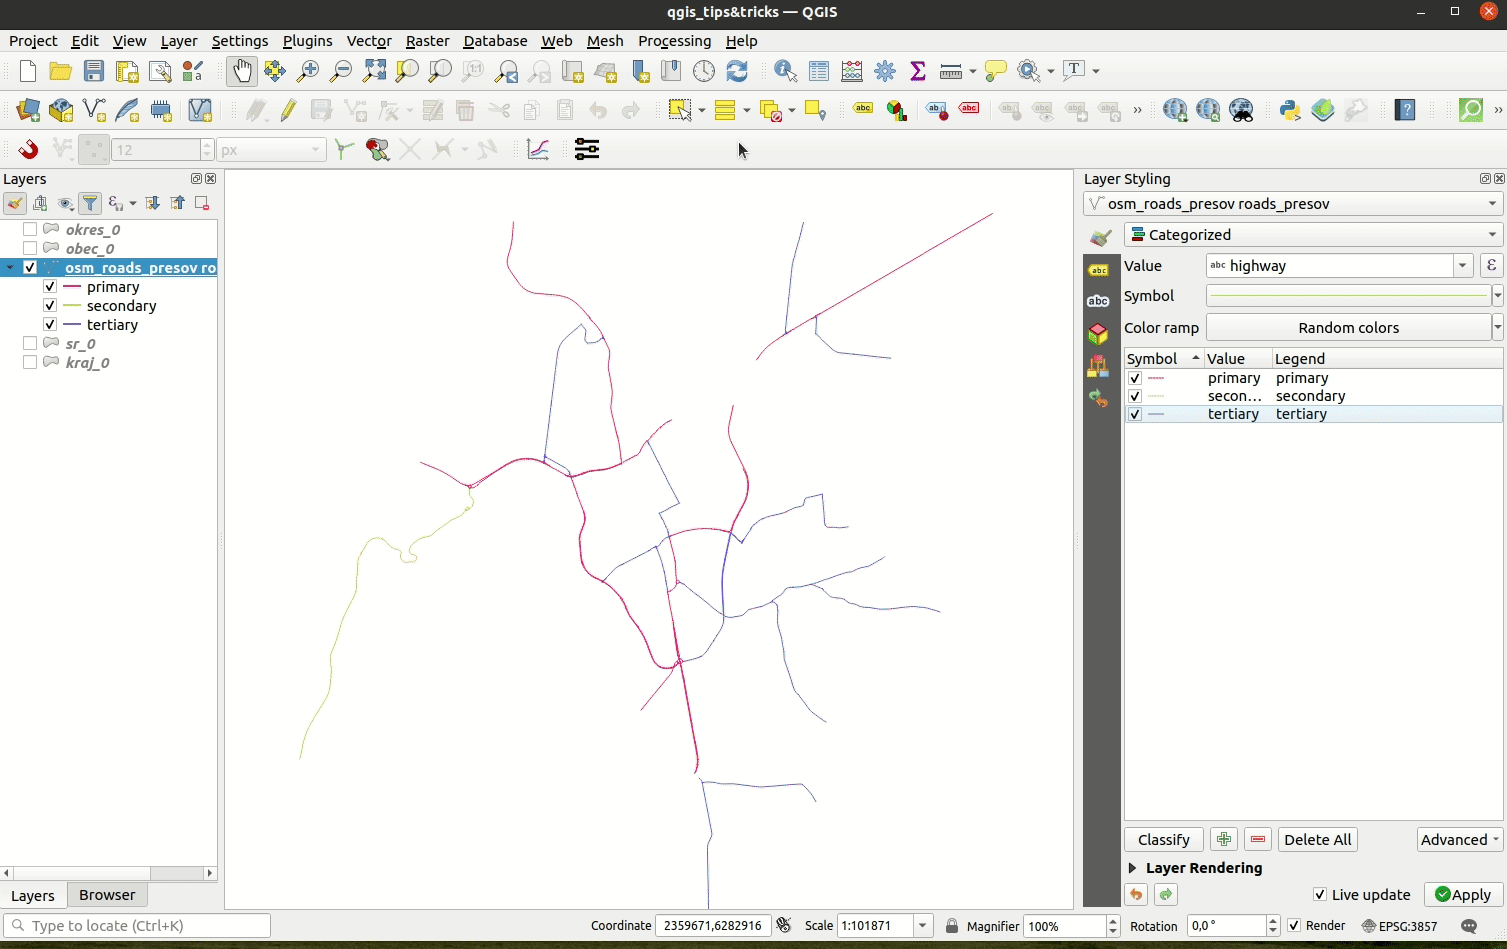 qgis_tips&tricks — QGIS
Project Edit View Layer Settings Plugins Vector Raster Database Web Mesh Processing Help
12 px
Layers
okres_0
obec_0
osm_roads_presov ro
primary
secondary
tertiary
sr_0
kraj_0
Layers Browser
Layer Styling
osm_roads_presov roads_presov
Categorized
Value abc highway ε
Symbol
Color ramp Random colors
Symbol Value Legend
primary primary
secon... secondary
tertiary tertiary
Classify Delete All Advanced
Layer Rendering
Live update Apply
Type to locate (Ctrl+K) Coordinate 2359671,6282916 Scale 1:101871 Magnifier 100% Rotation 0,0 ° Render EPSG:3857